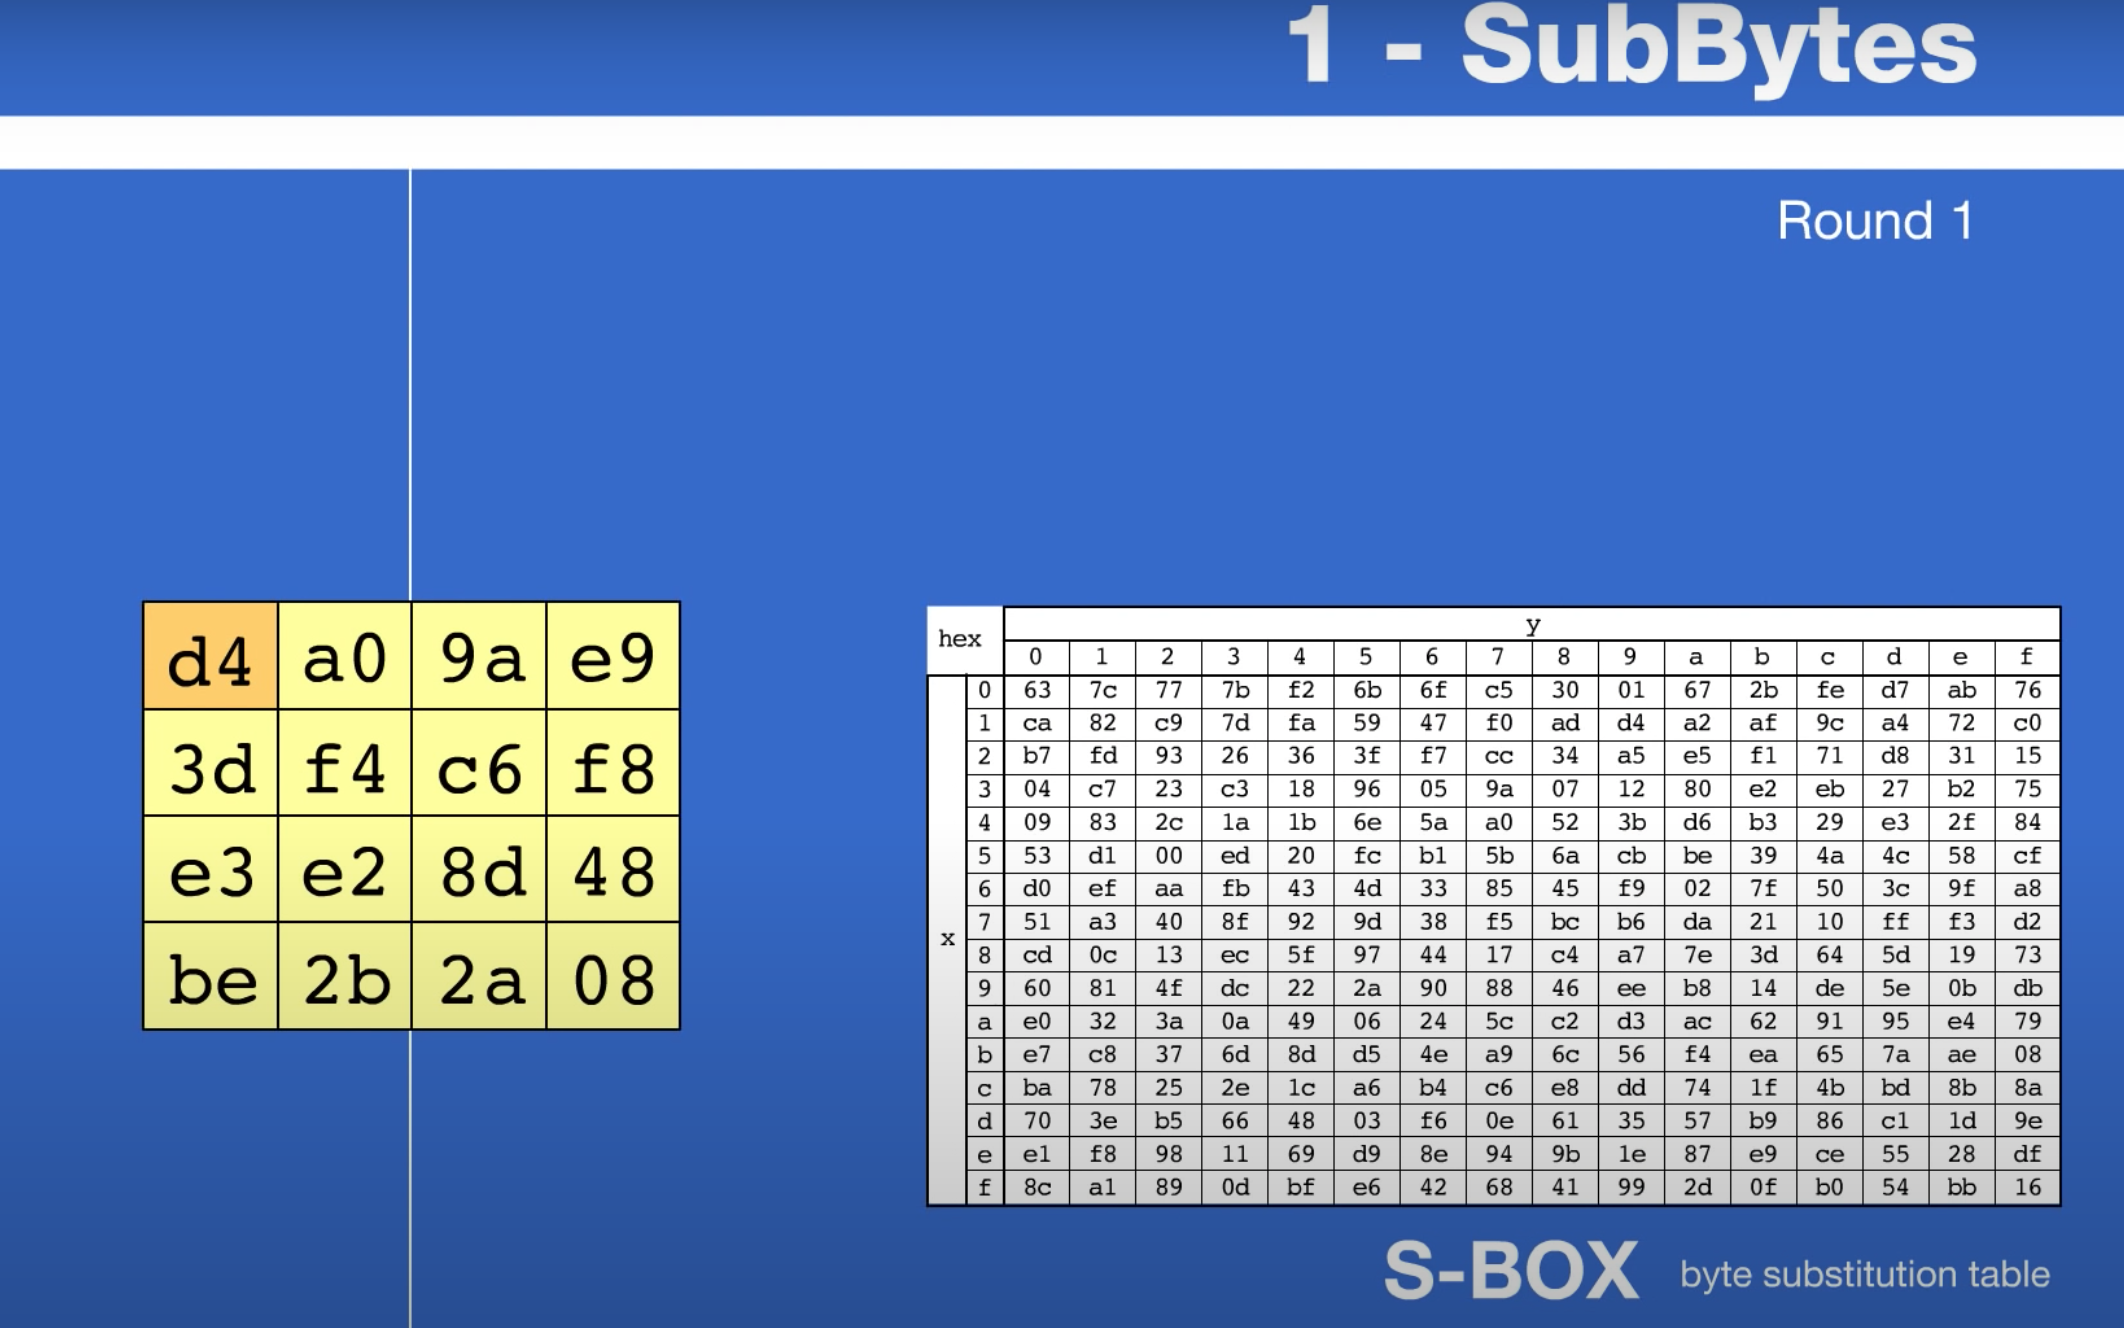 1 - SubBytes
Round 1
d4 a0 9a e9
3d f4 c6 f8
e3 e2 8d 48
be 2b 2a 08
hex y
0 1 2 3 4 5 6 7 8 9 a b c d e f
x
0 63 7c 77 7b f2 6b 6f c5 30 01 67 2b fe d7 ab 76
1 ca 82 c9 7d fa 59 47 f0 ad d4 a2 af 9c a4 72 c0
2 b7 fd 93 26 36 3f f7 cc 34 a5 e5 f1 71 d8 31 15
3 04 c7 23 c3 18 96 05 9a 07 12 80 e2 eb 27 b2 75
4 09 83 2c 1a 1b 6e 5a a0 52 3b d6 b3 29 e3 2f 84
5 53 d1 00 ed 20 fc b1 5b 6a cb be 39 4a 4c 58 cf
6 d0 ef aa fb 43 4d 33 85 45 f9 02 7f 50 3c 9f a8
7 51 a3 40 8f 92 9d 38 f5 bc b6 da 21 10 ff f3 d2
8 cd 0c 13 ec 5f 97 44 17 c4 a7 7e 3d 64 5d 19 73
9 60 81 4f dc 22 2a 90 88 46 ee b8 14 de 5e 0b db
a e0 32 3a 0a 49 06 24 5c c2 d3 ac 62 91 95 e4 79
b e7 c8 37 6d 8d d5 4e a9 6c 56 f4 ea 65 7a ae 08
c ba 78 25 2e 1c a6 b4 c6 e8 dd 74 1f 4b bd 8b 8a
d 70 3e b5 66 48 03 f6 0e 61 35 57 b9 86 c1 1d 9e
e e1 f8 98 11 69 d9 8e 94 9b 1e 87 e9 ce 55 28 df
f 8c a1 89 0d bf e6 42 68 41 99 2d 0f b0 54 bb 16
S-BOX byte substitution table